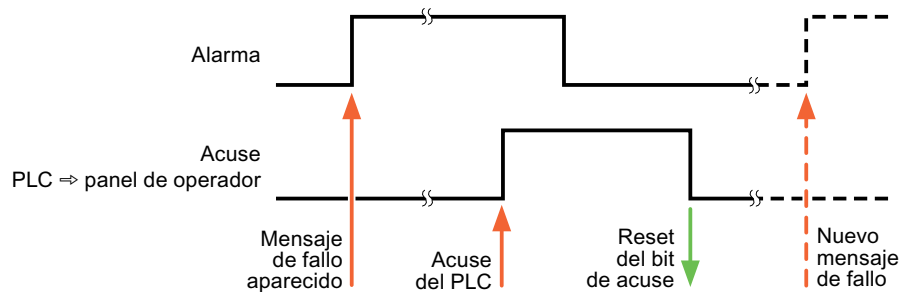 Alarma
Acuse
PLC ⇨ panel de operador
Mensaje
de fallo
aparecido
Acuse
del PLC
Reset
del bit
de acuse
Nuevo
mensaje
de fallo